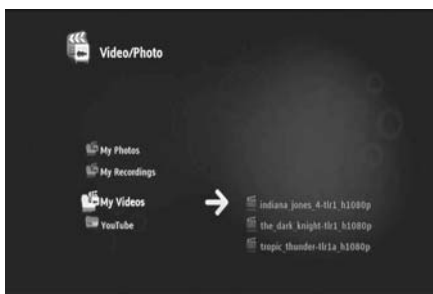 Video/Photo
My Photos
My Recordings
My Videos
YouTube
indiana_jones_4-tlr1_h1080p
the_dark_knight-tlr1_h1080p
tropic_thunder-tlr1a_h1080p